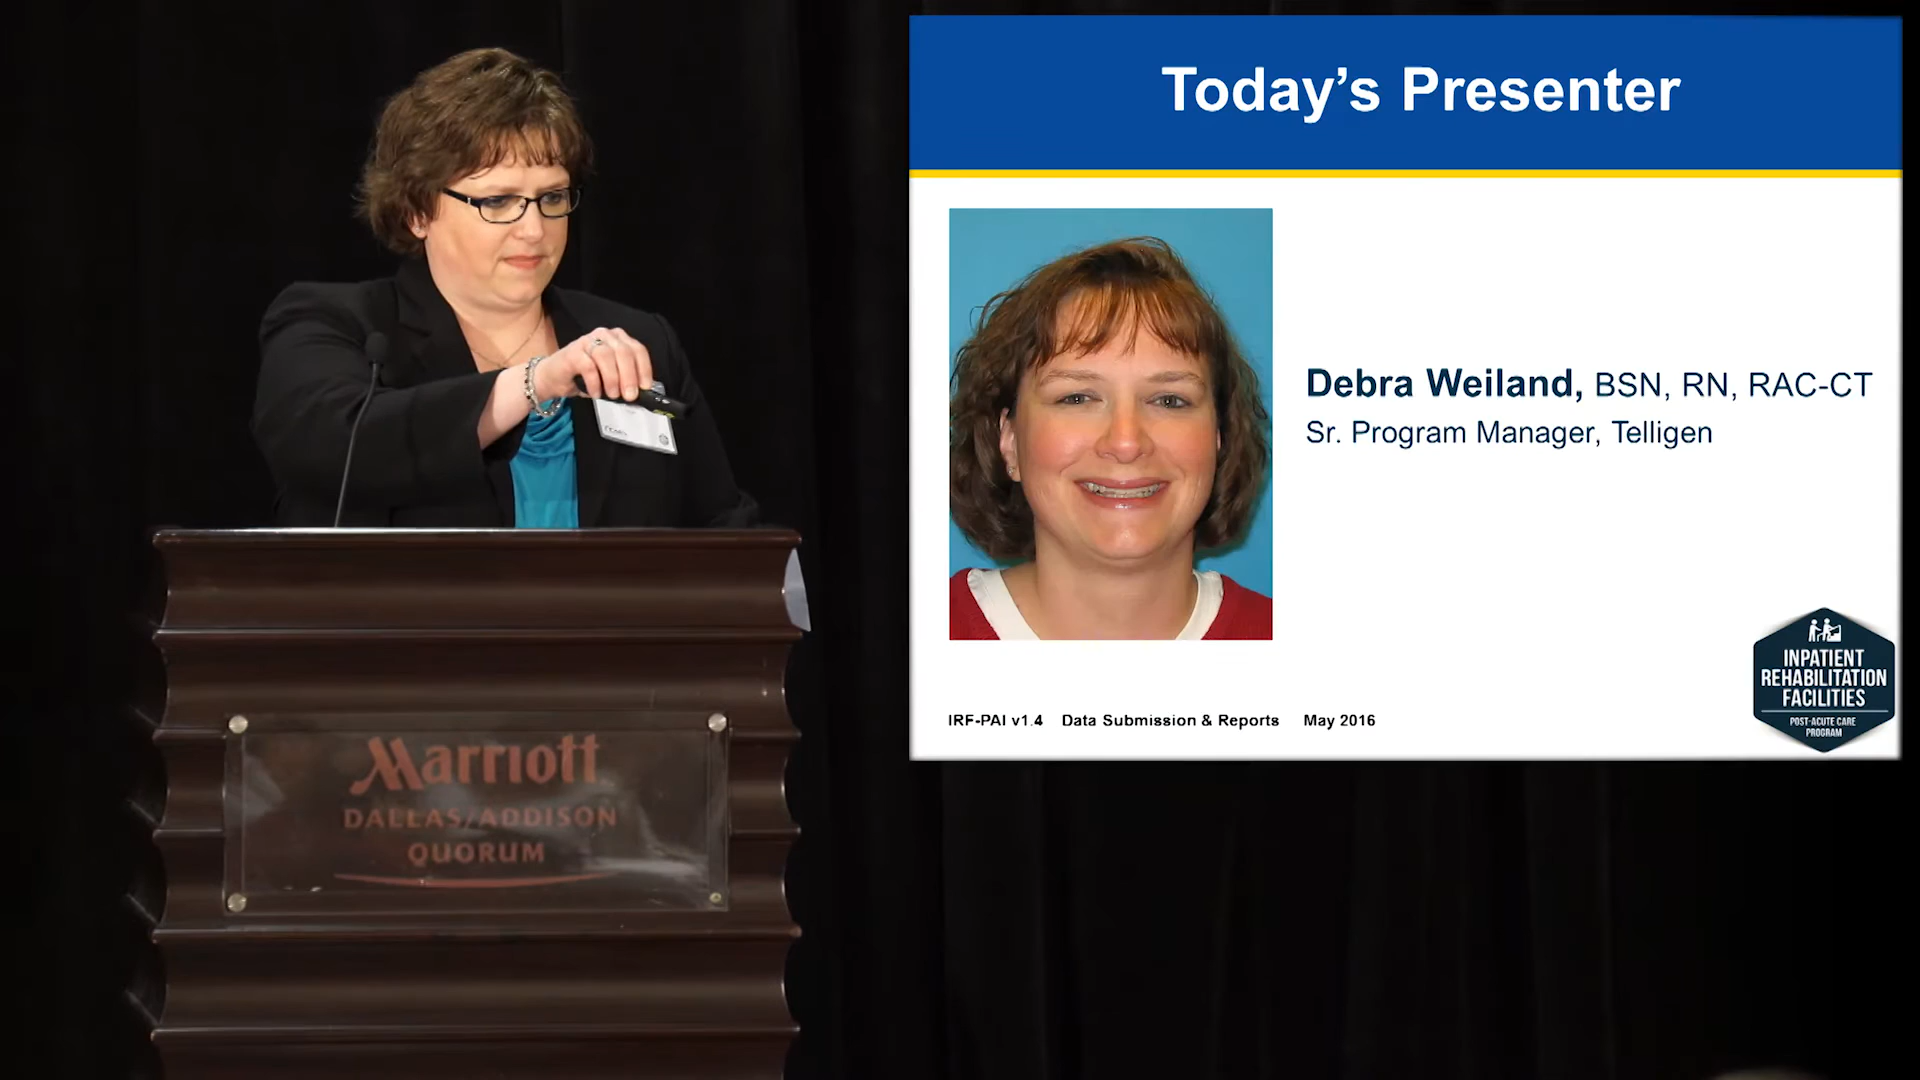 Today's Presenter
Debra Weiland, BSN, RN, RAC-CT
Sr. Program Manager, Telligen
INPATIENT
REHABILITATION
FACILITIES
POST-ACUTE CARE
PROGRAM
IRF-PAI v1.4 Data Submission & Reports May 2016
Marriott
DALLAS/ADDISON
QUORUM